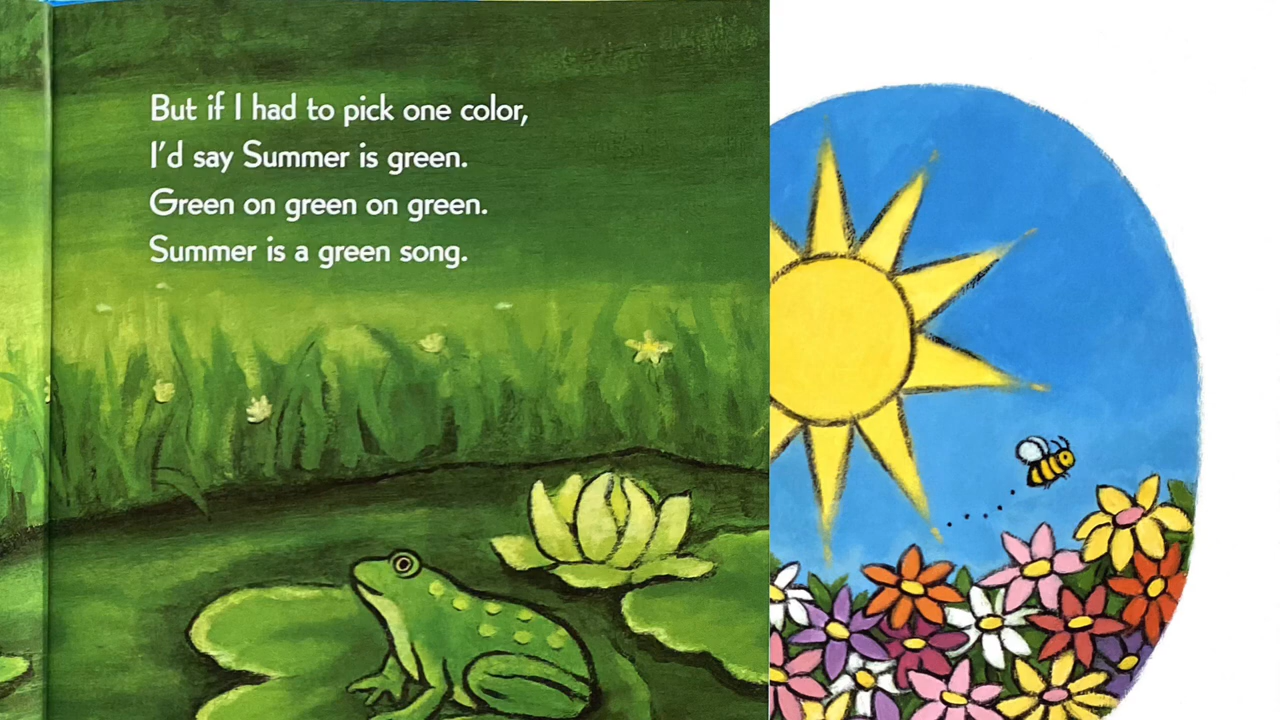 But if I had to pick one color,
I'd say Summer is green.
Green on green on green.
Summer is a green song.